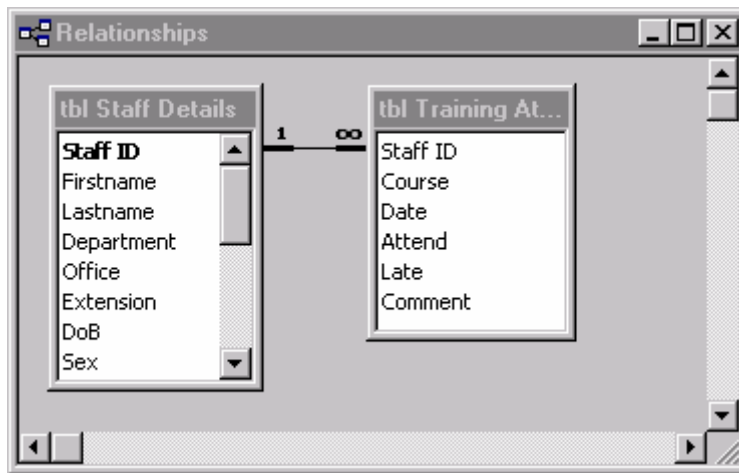 Relationships
tbl Staff Details
Staff ID
Firstname
Lastname
Department
Office
Extension
DoB
Sex
1 ∞
tbl Training At...
Staff ID
Course
Date
Attend
Late
Comment